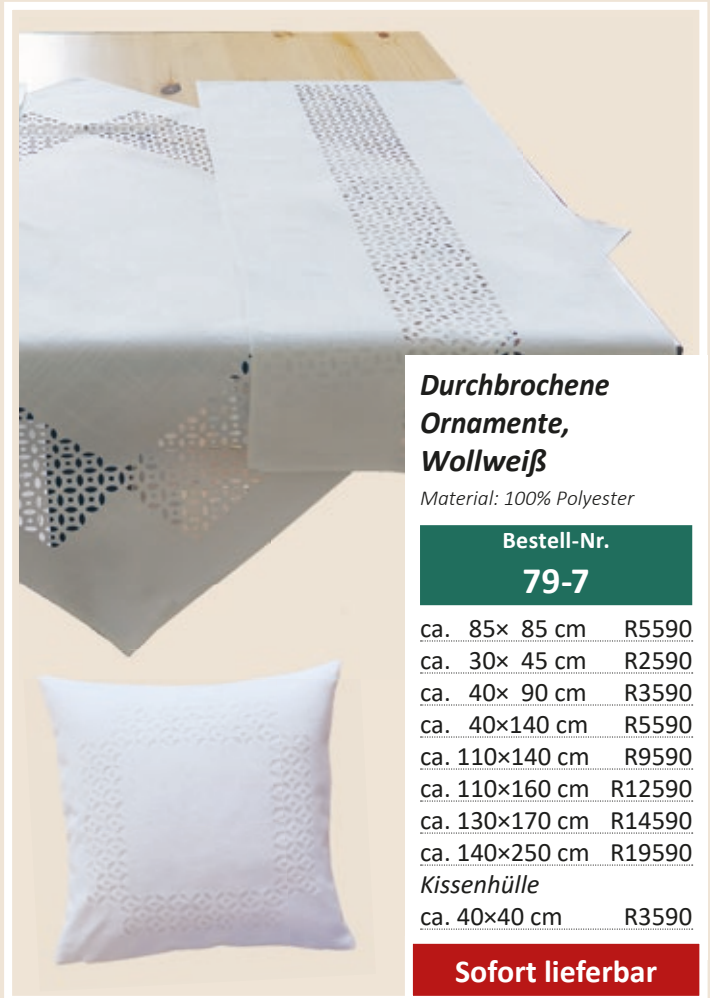 Durchbrochene
Ornamente,
Wollweiß
Material: 100% Polyester
Bestell-Nr.
79-7
ca. 85× 85 cm R5590
ca. 30× 45 cm R2590
ca. 40× 90 cm R3590
ca. 40×140 cm R5590
ca. 110×140 cm R9590
ca. 110×160 cm R12590
ca. 130×170 cm R14590
ca. 140×250 cm R19590
Kissenhülle
ca. 40×40 cm R3590
Sofort lieferbar